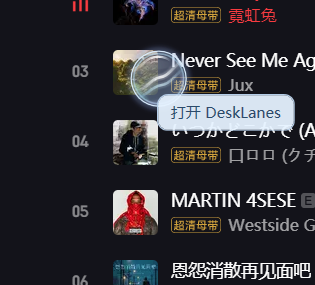 超清母带 霓虹兔
03
Never See Me Ag
超清母带 Jux
打开 DeskLanes
04
いつかどこかで (A
超清母带 口ロロ (クチ
05
MARTIN 4SESE E
超清母带 Westside G
06
恩怨消散再见面吧